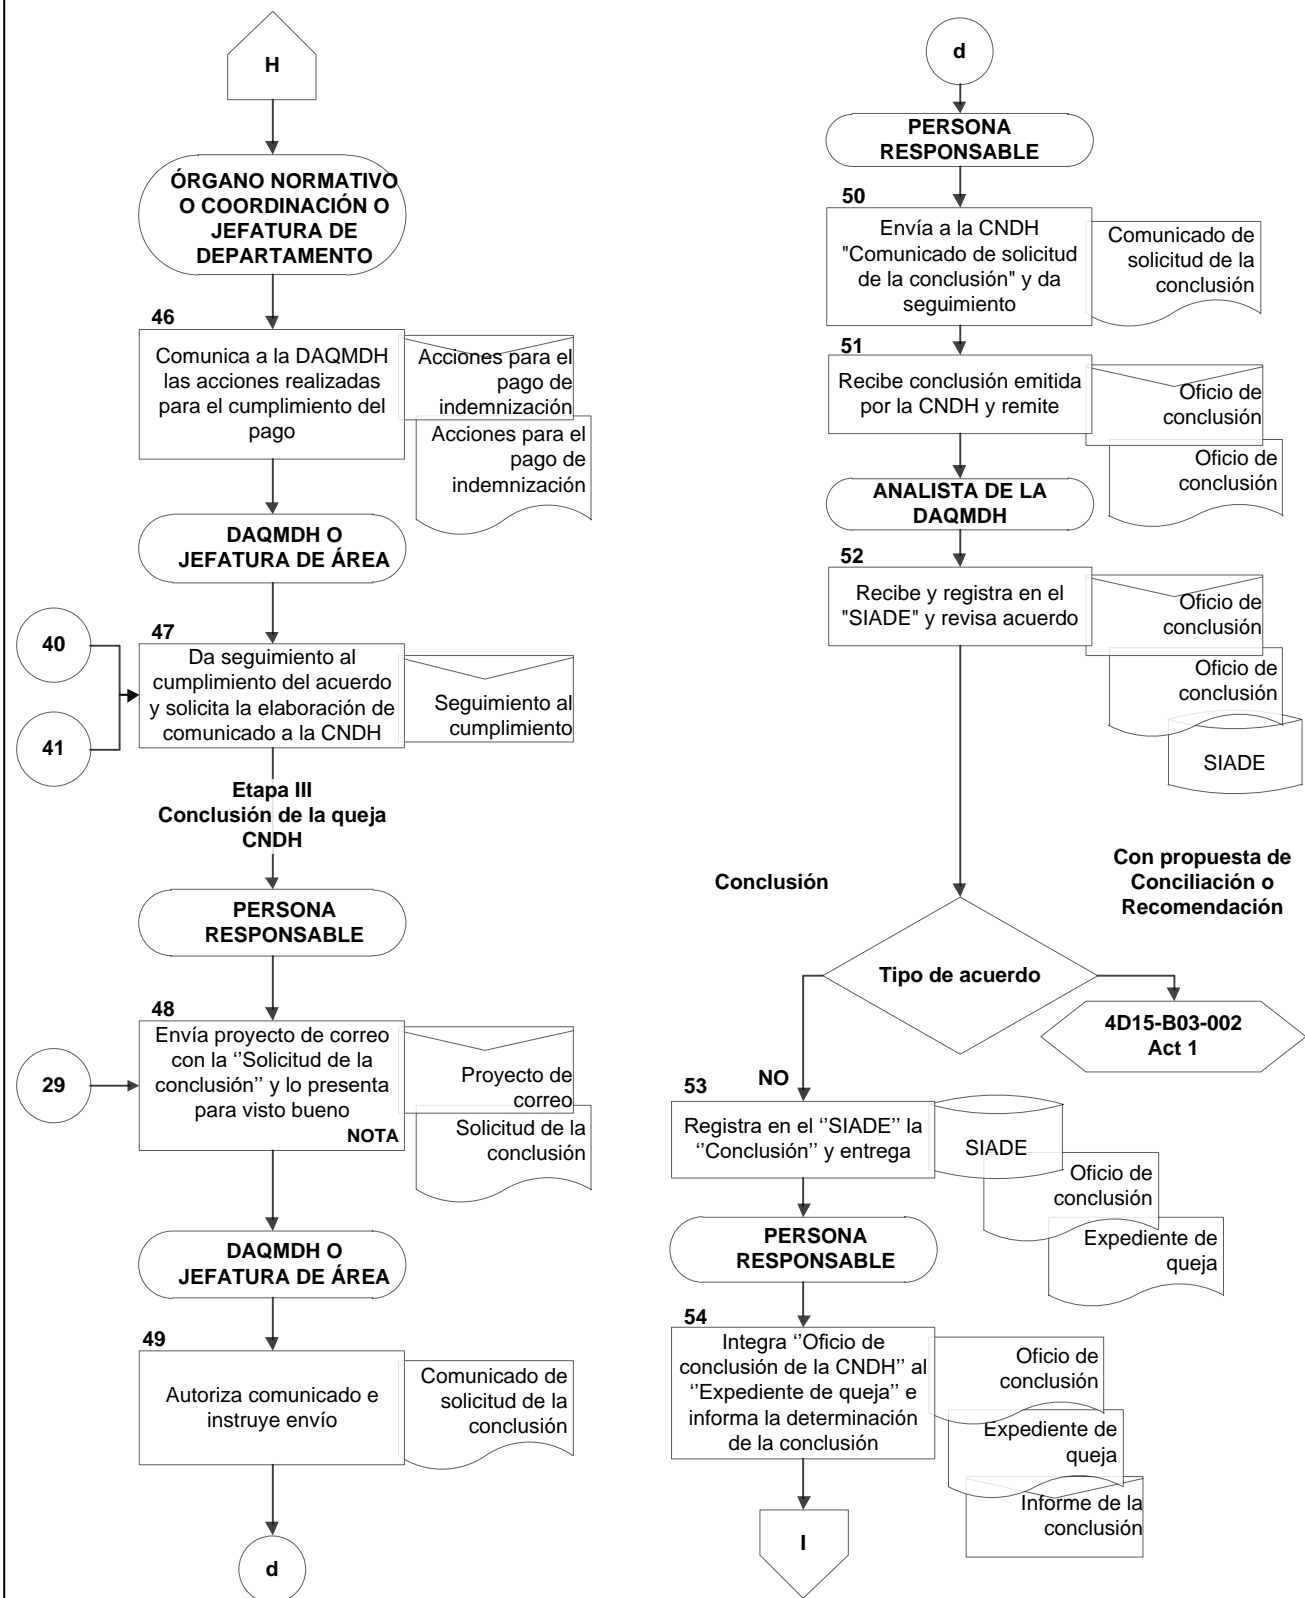 H
ÓRGANO NORMATIVO
O COORDINACIÓN O
JEFATURA DE
DEPARTAMENTO
46
Comunica a la DAQMDH
las acciones realizadas
para el cumplimiento del
pago
Acciones para el
pago de
indemnización
Acciones para el
pago de
indemnización
DAQMDH O
JEFATURA DE ÁREA
40
41
47
Da seguimiento al
cumplimiento del acuerdo
y solicita la elaboración de
comunicado a la CNDH
Seguimiento al
cumplimiento
Etapa III
Conclusión de la queja
CNDH
PERSONA
RESPONSABLE
29
48
Envía proyecto de correo
con la ‘‘Solicitud de la
conclusión’’ y lo presenta
para visto bueno
NOTA
Proyecto de
correo
Solicitud de la
conclusión
DAQMDH O
JEFATURA DE ÁREA
49
Autoriza comunicado e
instruye envío
Comunicado de
solicitud de la
conclusión
d
d
PERSONA
RESPONSABLE
50
Envía a la CNDH
"Comunicado de solicitud
de la conclusión" y da
seguimiento
Comunicado de
solicitud de la
conclusión
51
Recibe conclusión emitida
por la CNDH y remite
Oficio de
conclusión
Oficio de
conclusión
ANALISTA DE LA
DAQMDH
52
Recibe y registra en el
"SIADE" y revisa acuerdo
Oficio de
conclusión
Oficio de
conclusión
SIADE
Conclusión
Con propuesta de
Conciliación o
Recomendación
Tipo de acuerdo
4D15-B03-002
Act 1
NO
53
Registra en el ‘‘SIADE’’ la
‘‘Conclusión’’ y entrega
SIADE
Oficio de
conclusión
Expediente de
queja
PERSONA
RESPONSABLE
54
Integra ‘‘Oficio de
conclusión de la CNDH’’ al
‘‘Expediente de queja’’ e
informa la determinación
de la conclusión
Oficio de
conclusión
Expediente de
queja
Informe de la
conclusión
I